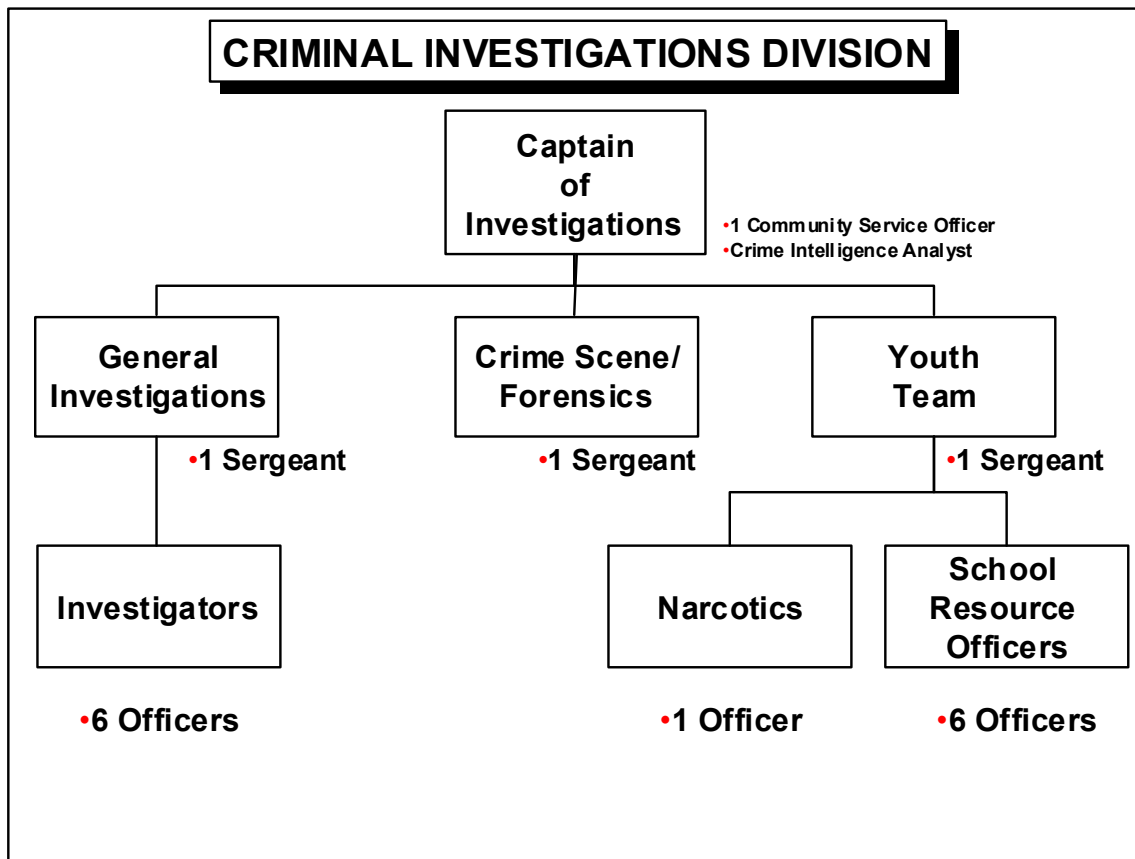 CRIMINAL INVESTIGATIONS DIVISION
Captain
of
Investigations
•1 Community Service Officer
•Crime Intelligence Analyst
General
Investigations
•1 Sergeant
Crime Scene/
Forensics
•1 Sergeant
Youth
Team
•1 Sergeant
Investigators
•6 Officers
Narcotics
•1 Officer
School
Resource
Officers
•6 Officers